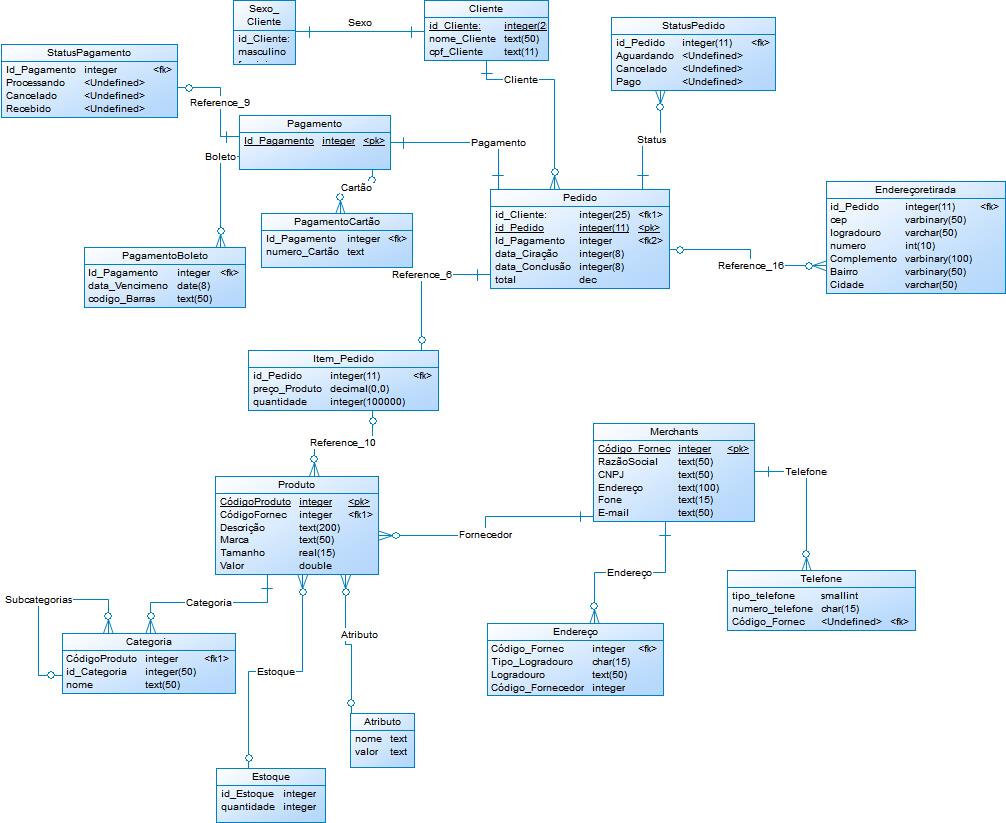 Sexo_
Cliente
id_Cliente:
masculino
Sexo
Cliente
id_Cliente: integer(2
nome_Cliente text(50)
cpf_Cliente text(11)
StatusPedido
id_Pedido integer(11) <fk>
Aguardando <Undefined>
Cancelado <Undefined>
Pago <Undefined>
StatusPagamento
Id_Pagamento integer <fk>
Processando <Undefined>
Cancelado <Undefined>
Recebido <Undefined>
Cliente
Reference_9
Pagamento
Id_Pagamento integer <pk>
Pagamento
Status
Boleto
Cartão
Pedido
id_Cliente: integer(25) <fk1>
id_Pedido integer(11) <pk>
Id_Pagamento integer <fk2>
data_Ciração integer(8)
data_Conclusão integer(8)
total dec
Endereçoretirada
id_Pedido integer(11) <fk>
cep varbinary(50)
logradouro varchar(50)
numero int(10)
Complemento varbinary(100)
Bairro varbinary(50)
Cidade varchar(50)
PagamentoCartão
Id_Pagamento integer <fk>
numero_Cartão text
PagamentoBoleto
Id_Pagamento integer <fk>
data_Vencimeno date(8)
codigo_Barras text(50)
Reference_6
Reference_16
Item_Pedido
id_Pedido integer(11) <fk>
preço_Produto decimal(0,0)
quantidade integer(100000)
Reference_10
Merchants
Código_Fornec integer <pk>
RazãoSocial text(50)
CNPJ text(50)
Endereço text(100)
Fone text(15)
E-mail text(50)
Telefone
Produto
CódigoProduto integer <pk>
CódigoFornec integer <fk1>
Descrição text(200)
Marca text(50)
Tamanho real(15)
Valor double
Fornecedor
Endereço
Telefone
tipo_telefone smallint
numero_telefone char(15)
Código_Fornec <Undefined> <fk>
Subcategorias
Categoria
Categoria
CódigoProduto integer <fk1>
id_Categoria integer(50)
nome text(50)
Atributo
Endereço
Código_Fornec integer <fk>
Tipo_Logradouro char(15)
Logradouro text(50)
Código_Fornecedor integer
Estoque
Atributo
nome text
valor text
Estoque
id_Estoque integer
quantidade integer